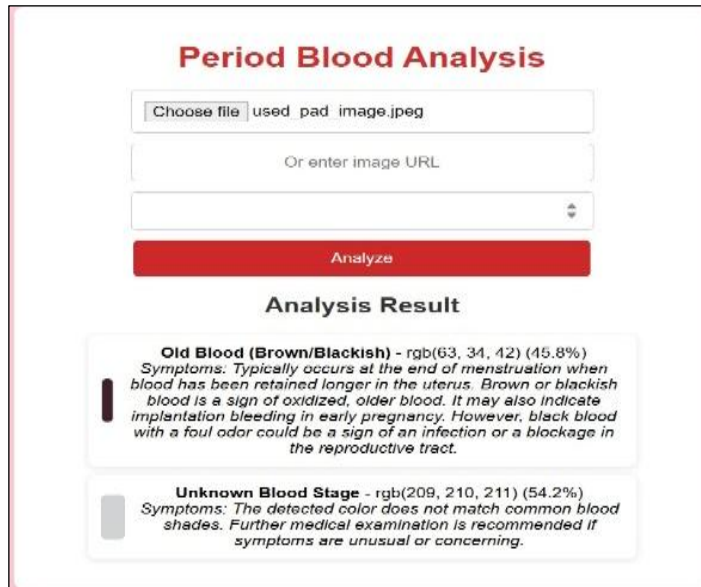 Period Blood Analysis
Choose file used_pad_image.jpeg
Or enter image URL
Analyze
Analysis Result
Old Blood (Brown/Blackish) - rgb(63, 34, 42) (45.8%)
Symptoms: Typically occurs at the end of menstruation when
blood has been retained longer in the uterus. Brown or blackish
blood is a sign of oxidized, older blood. It may also indicate
implantation bleeding in early pregnancy. However, black blood
with a foul odor could be a sign of an infection or a blockage in
the reproductive tract.
Unknown Blood Stage - rgb(209, 210, 211) (54.2%)
Symptoms: The detected color does not match common blood
shades. Further medical examination is recommended if
symptoms are unusual or concerning.